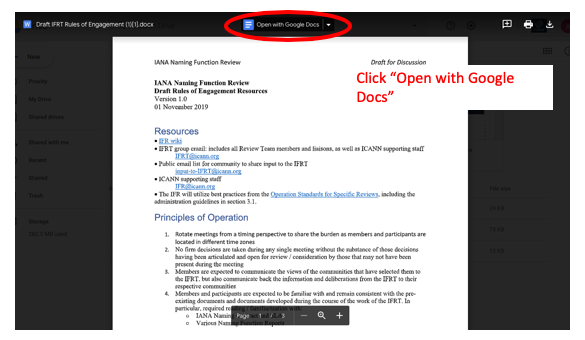 Draft IFRT Rules of Engagement (1)[1].docx
Open with Google Docs
IANA Naming Function Review
Draft for Discussion
Click "Open with Google
Docs"
IANA Naming Function Review
Draft Rules of Engagement Resources
Version 1.0
01 November 2019
Resources
• IFR wiki
• IFRT group email: includes all Review Team members and liaisons, as well as ICANN supporting staff
IFRT@icann.org
• Public email list for community to share input to the IFRT
input-to-IFRT@icann.org
• ICANN supporting staff
IFR@icann.org
• The IFR will utilize best practices from the Operation Standards for Specific Reviews, including the
administration guidelines in section 3.1.
Principles of Operation
1. Rotate meetings from a timing perspective to share the burden as members and participants are
located in different time zones
2. No firm decisions are taken during any single meeting without the substance of those decisions
having been articulated and open for review / consideration by those that may not have been
present during the meeting
3. Members are expected to communicate the views of the communities that have selected them to
the IFRT, but also communicate back the information and deliberations from the IFRT to their
respective communities
4. Members and participants are expected to be familiar with and remain consistent with the pre-
existing documents and documents developed during the course of the work of the IFRT. In
particular, required reading /
o IANA Naming
o Various Naming Function Reports
Page 1 / 3
New
Priority
My Drive
Shared drives
Shared with me
Recent
Starred
Trash
Storage
File size